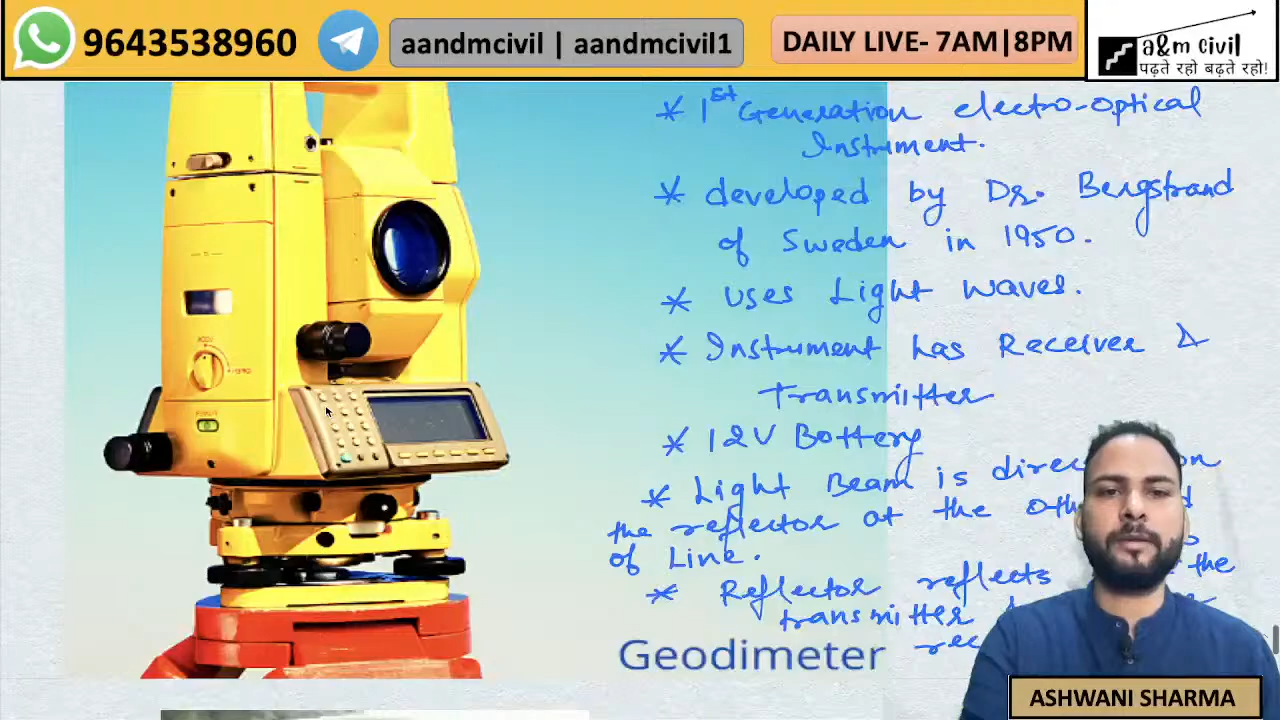 9643538960
aandmcivil | aandmcivil1
DAILY LIVE- 7AM|8PM
a&m civil
पढ़ते रहो बढ़ते रहो!
* 1st Generation electro-optical
Instrument.
* developed by Dr. Bergstrand
of Sweden in 1950.
* Uses Light Waves.
* Instrument has Receiver &
Transmitter
* 12V Battery
* Light Beam is direc on
the reflector at the oth
of Line.
* Reflector reflects the
transmitter
rec
Geodimeter
ASHWANI SHARMA